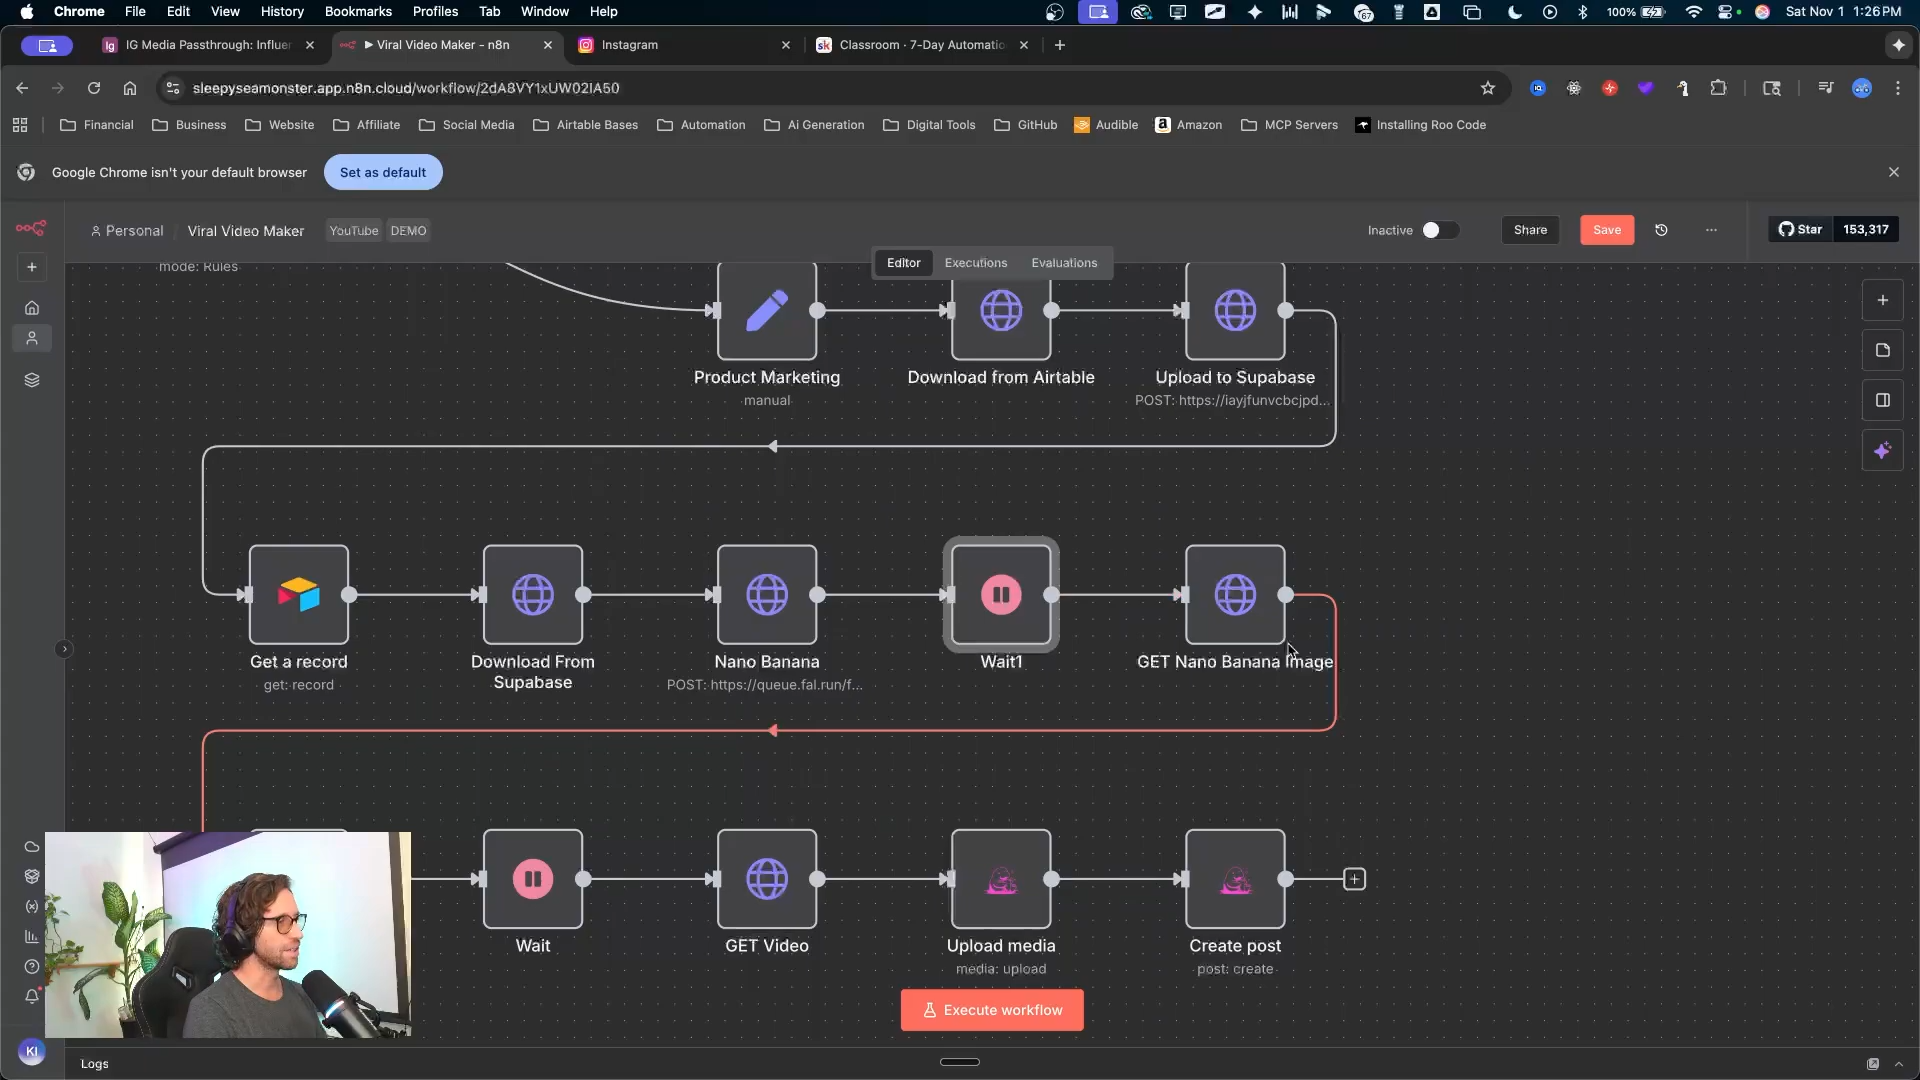 Chrome File Edit View History Bookmarks Profiles Tab Window Help
67 100% Sat Nov 1 1:26 PM
IG Media Passthrough: Influer
Viral Video Maker - n8n
Instagram
Classroom · 7-Day Automatio
sleepyseamonster.app.n8n.cloud/workflow/2dA8VY1xUW02IA50
Financial Business Website Affiliate Social Media Airtable Bases Automation Ai Generation Digital Tools GitHub Audible Amazon MCP Servers Installing Roo Code
Google Chrome isn't your default browser Set as default
Personal / Viral Video Maker YouTube DEMO
Inactive Share Save ... Star 153,317
Editor Executions Evaluations
mode: Rules
Product Marketing
manual
Download from Airtable
Upload to Supabase
POST: https://iayjfunvcbcjpd...
Get a record
get: record
Download From
Supabase
Nano Banana
POST: https://queue.fal.run/f...
Wait1
GET Nano Banana Image
Wait
GET Video
Upload media
media: upload
Create post
post: create
Execute workflow
KI
Logs